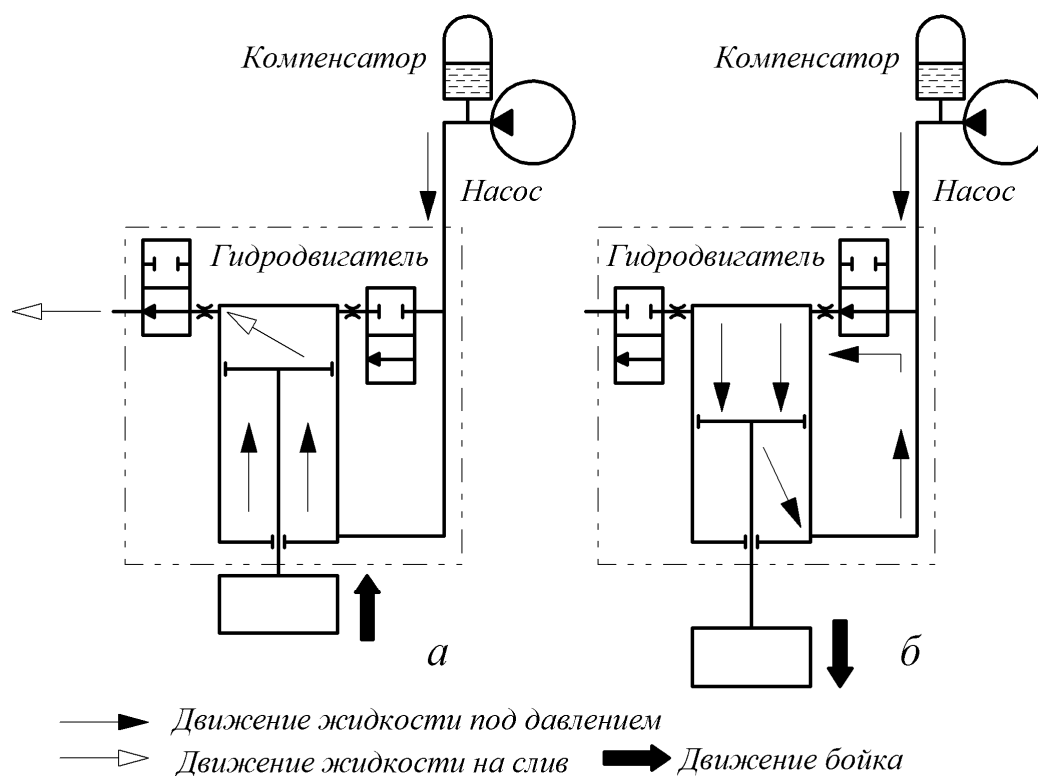 Компенсатор
Насос
Гидродвигатель
а
Компенсатор
Насос
Гидродвигатель
б
Движение жидкости под давлением
Движение жидкости на слив
Движение бойка